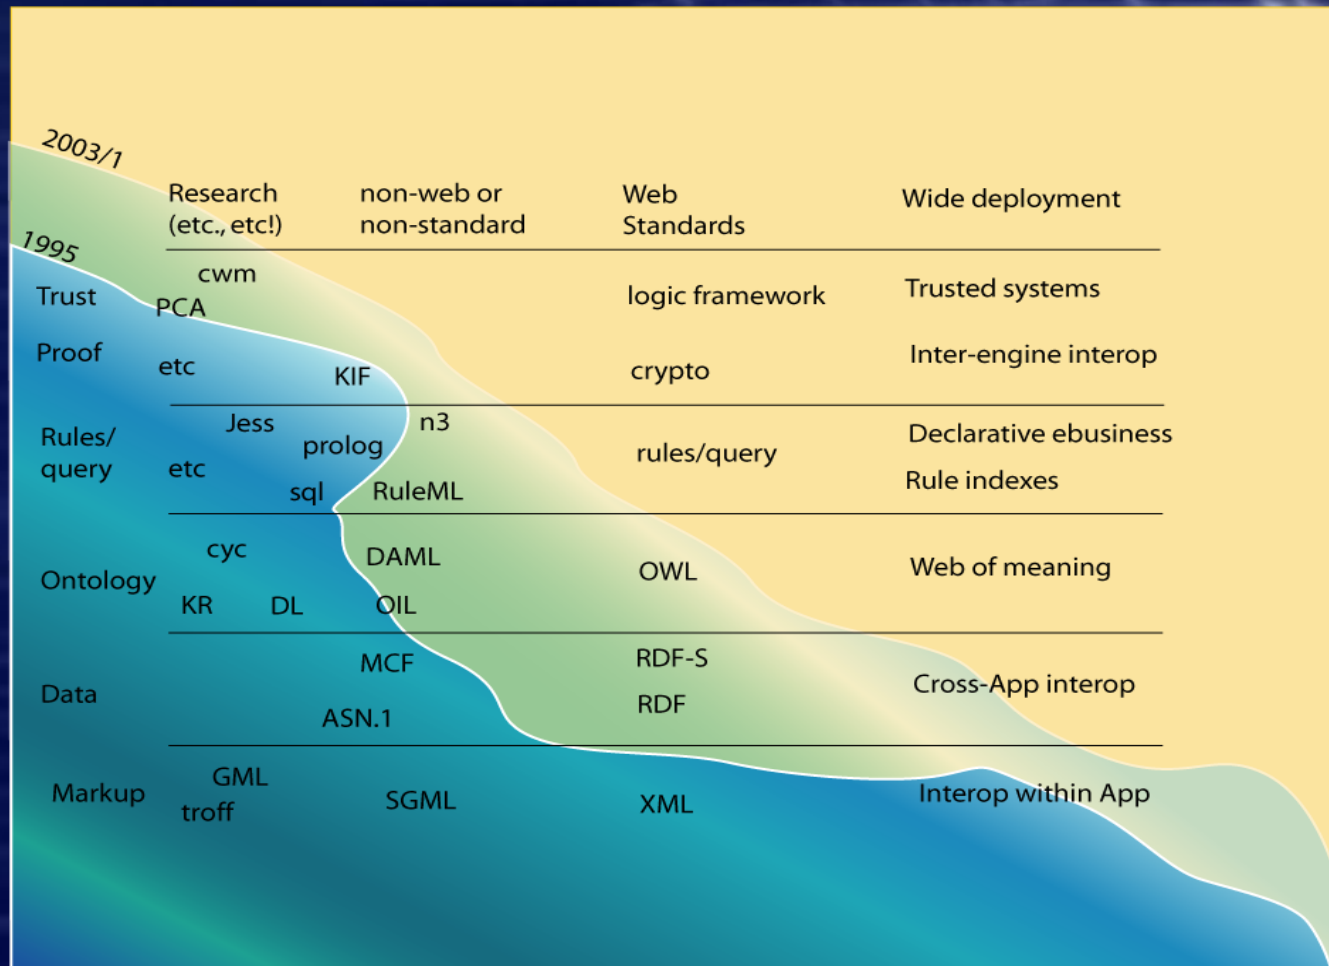 2003/1
Research non-web or Web Wide deployment
(etc., etc!) non-standard Standards
1995
cwm
Trust PCA logic framework Trusted systems
Proof etc KIF crypto Inter-engine interop
Jess n3
Rules/ prolog rules/query Declarative ebusiness
query etc sql RuleML Rule indexes
cyc DAML OWL Web of meaning
Ontology KR DL OIL
MCF RDF-S
Data Cross-App interop
ASN.1 RDF
GML
Markup troff SGML XML Interop within App